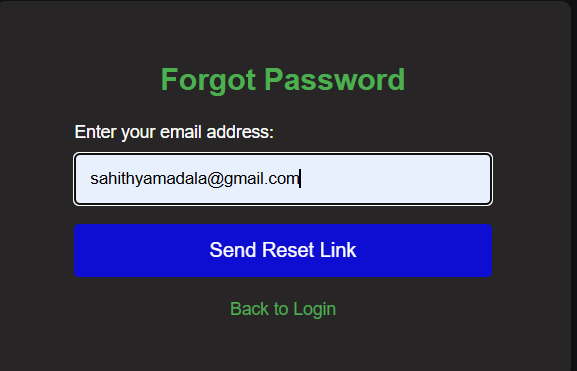 Forgot Password
Enter your email address:
sahithyamadala@gmail.com
Send Reset Link
Back to Login